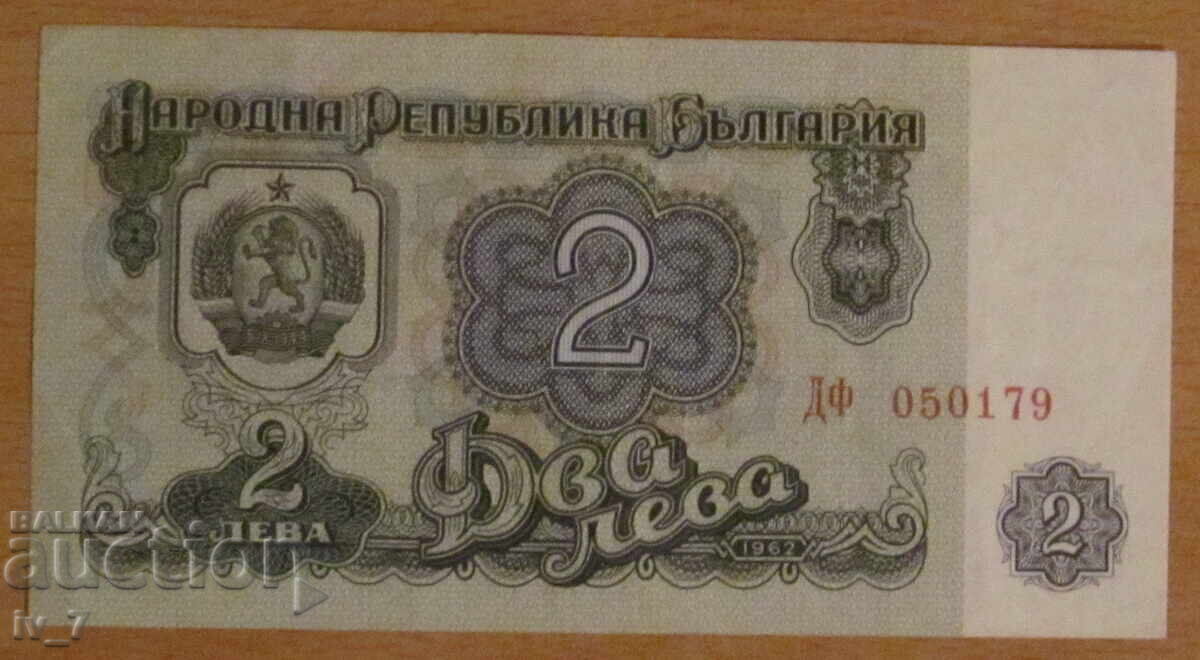 Народна Република България
2
ДФ 050179
2 ЛЕВА
Два лева
1962
2
BALKAN
auction
iv_7